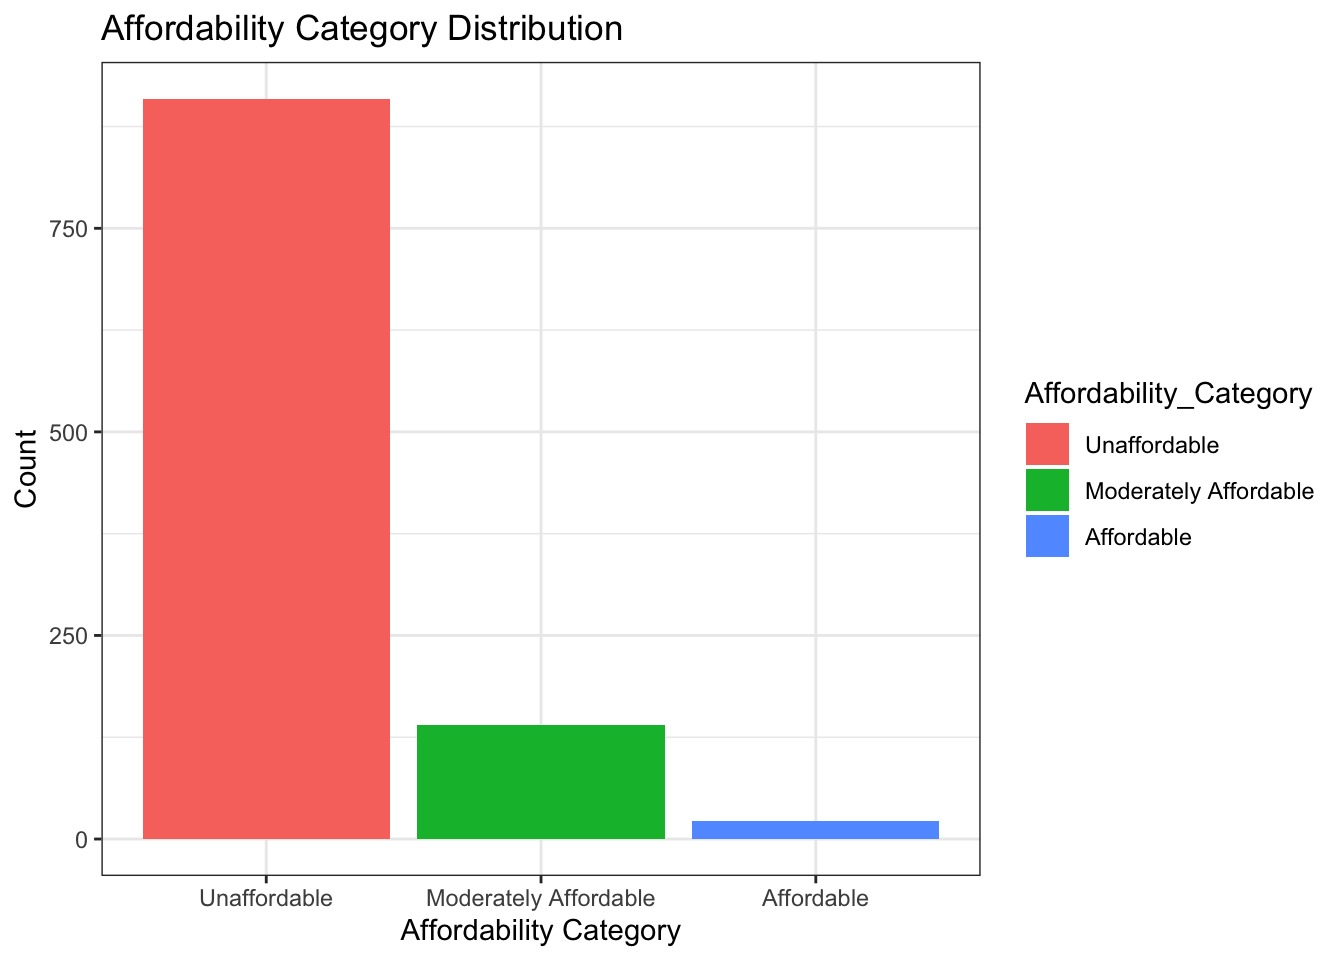 Affordability Category Distribution
Count
750
500
250
0
Unaffordable
Moderately Affordable
Affordable
Affordability Category
Affordability_Category
Unaffordable
Moderately Affordable
Affordable